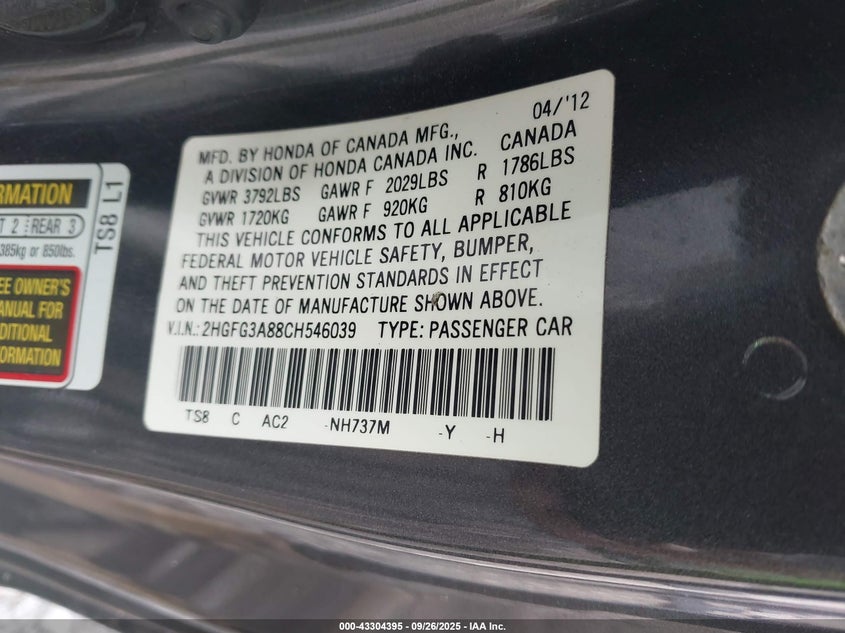 04/'12
MFD. BY HONDA OF CANADA MFG., CANADA
A DIVISION OF HONDA CANADA INC.
GVWR 3792LBS GAWR F 2029LBS R 1786LBS
GVWR 1720KG GAWR F 920KG R 810KG
THIS VEHICLE CONFORMS TO ALL APPLICABLE
FEDERAL MOTOR VEHICLE SAFETY, BUMPER,
AND THEFT PREVENTION STANDARDS IN EFFECT
ON THE DATE OF MANUFACTURE SHOWN ABOVE.
V.I.N.: 2HGFG3A88CH546039 TYPE: PASSENGER CAR
TS8 C AC2 -NH737M -Y -H
ORMATION
T 2 REAR 3
385kg or 850lbs.
TS8 L1
EE OWNER'S
ANUAL FOR
DDITIONAL
FORMATION
000-43304395 - 09/26/2025 - IAA Inc.